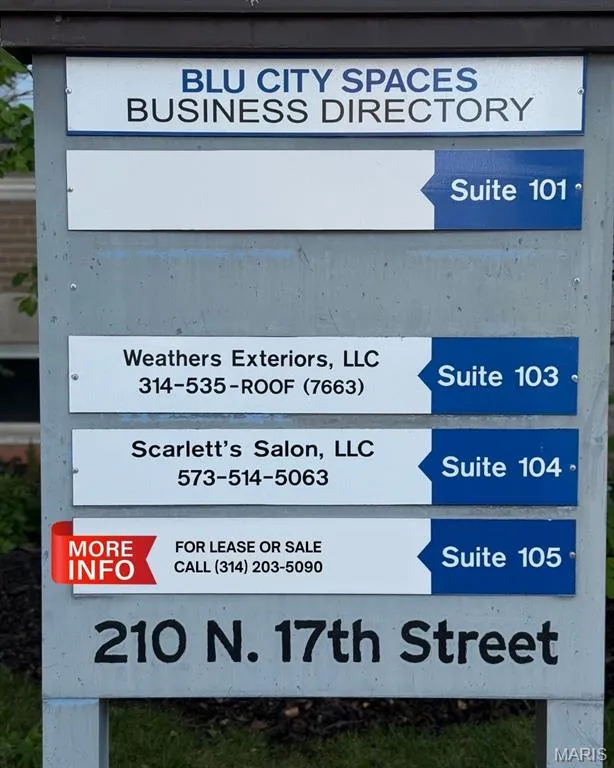 BLU CITY SPACES
BUSINESS DIRECTORY
Suite 101
Weathers Exteriors, LLC
314-535-ROOF (7663)
Suite 103
Scarlett's Salon, LLC
573-514-5063
Suite 104
MORE
INFO
FOR LEASE OR SALE
CALL (314) 203-5090
Suite 105
210 N. 17th Street
MARIS